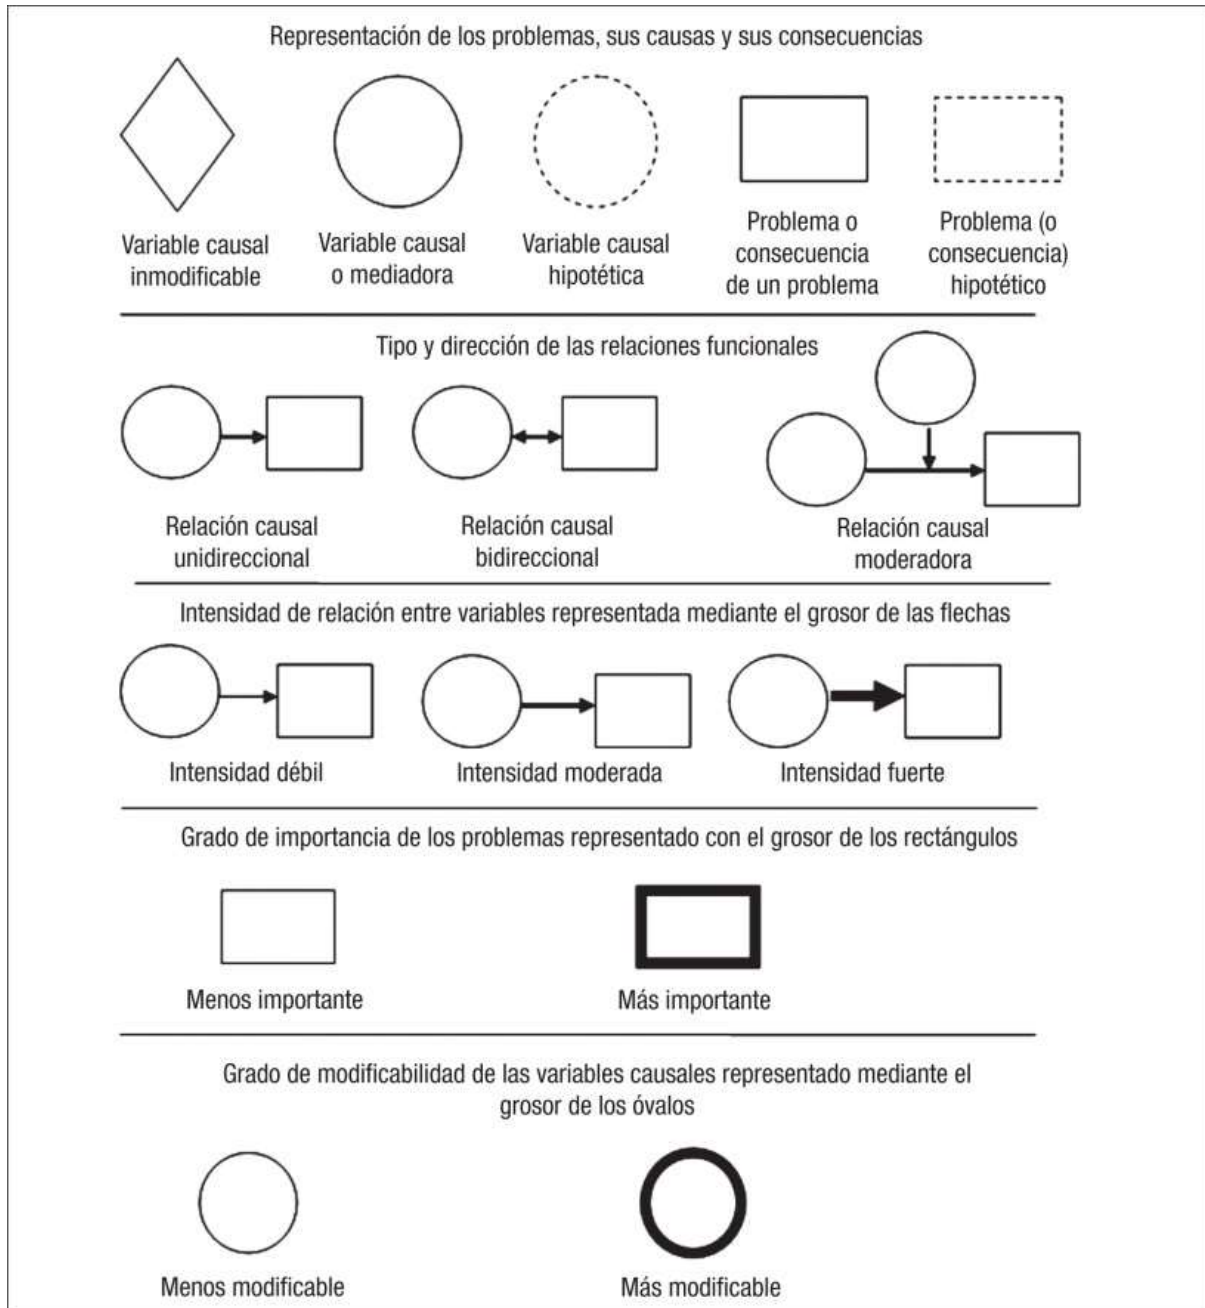 Representación de los problemas, sus causas y sus consecuencias
Variable causal
inmodificable
Variable causal
o mediadora
Variable causal
hipotética
Problema o
consecuencia
de un problema
Problema (o
consecuencia)
hipotético
Tipo y dirección de las relaciones funcionales
Relación causal
unidireccional
Relación causal
bidireccional
Relación causal
moderadora
Intensidad de relación entre variables representada mediante el grosor de las flechas
Intensidad débil
Intensidad moderada
Intensidad fuerte
Grado de importancia de los problemas representado con el grosor de los rectángulos
Menos importante
Más importante
Grado de modificabilidad de las variables causales representado mediante el
grosor de los óvalos
Menos modificable
Más modificable